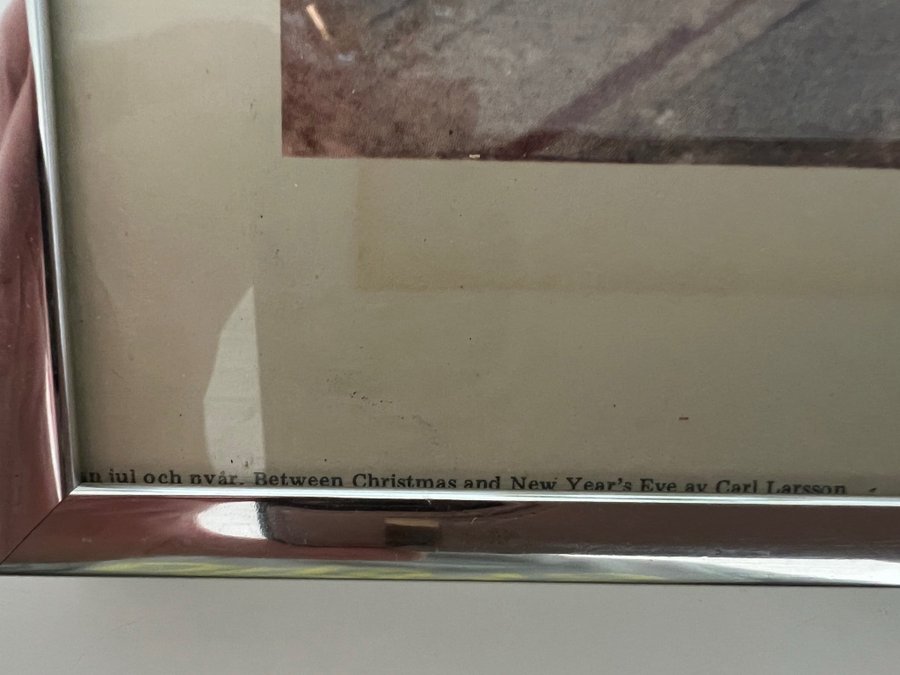 n jul och nyår. Between Christmas and New Year's Eve av Carl Larsson